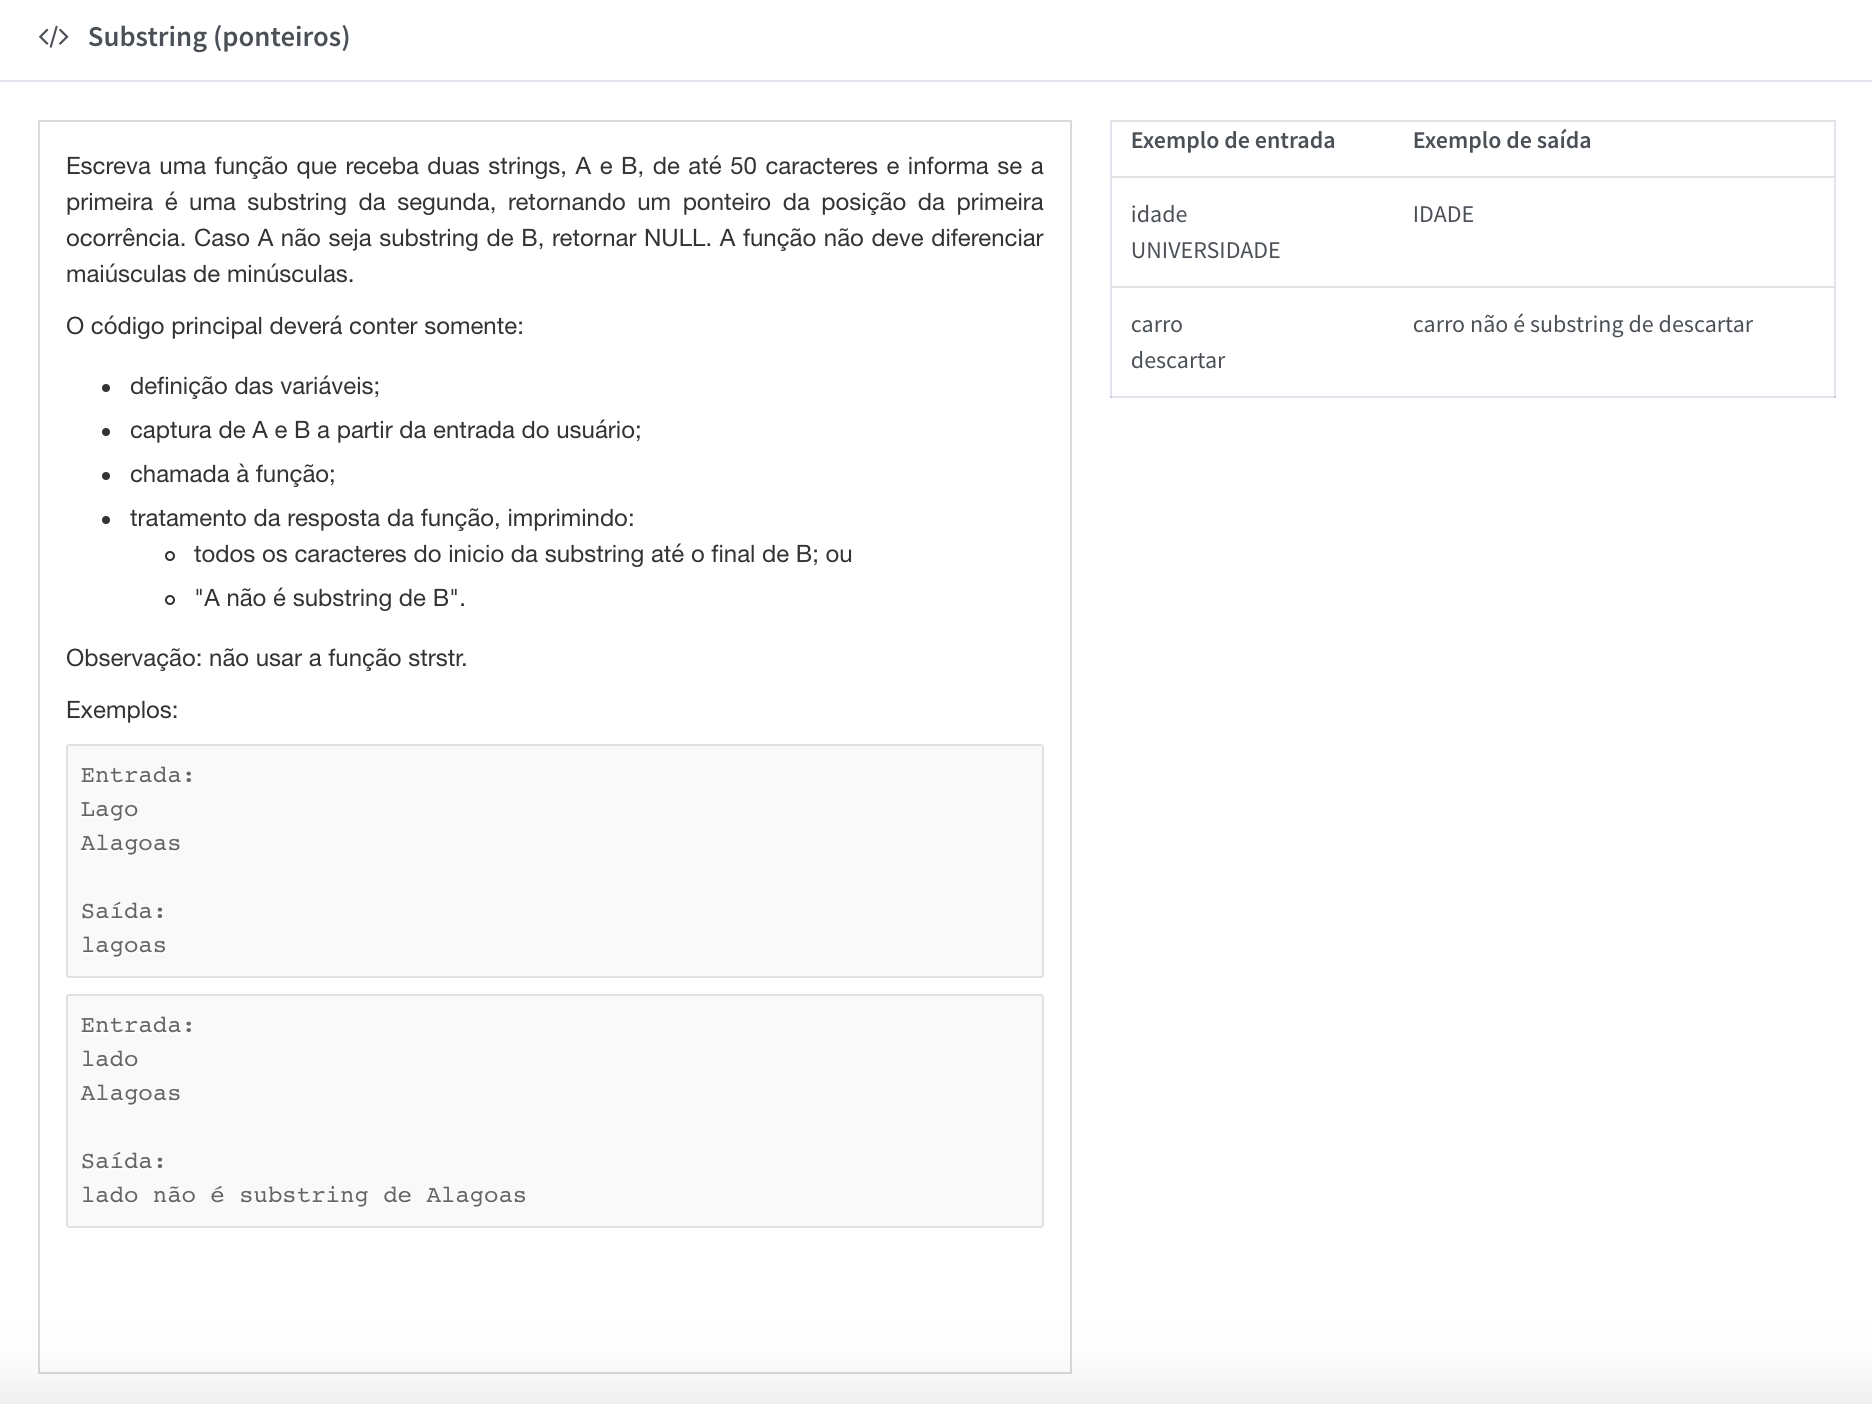 </> Substring (ponteiros)
Escreva uma função que receba duas strings, A e B, de até 50 caracteres e informa se a
primeira é uma substring da segunda, retornando um ponteiro da posição da primeira
ocorrência. Caso A não seja substring de B, retornar NULL. A função não deve diferenciar
maiúsculas de minúsculas.
O código principal deverá conter somente:
• definição das variáveis;
• captura de A e B a partir da entrada do usuário;
• chamada à função;
• tratamento da resposta da função, imprimindo:
○ todos os caracteres do inicio da substring até o final de B; ou
○ "A não é substring de B".
Observação: não usar a função strstr.
Exemplos:
Entrada:
Lago
Alagoas
Saída:
lagoas
Entrada:
lado
Alagoas
Saída:
lado não é substring de Alagoas
Exemplo de entrada Exemplo de saída
idade IDADE
UNIVERSIDADE
carro carro não é substring de descartar
descartar